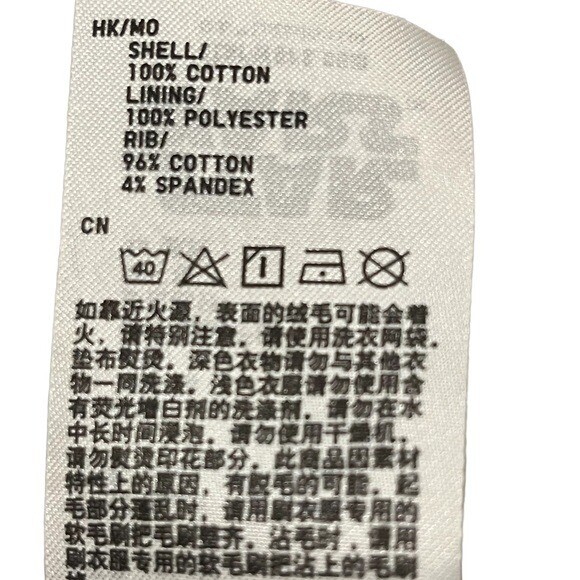 HK/MO
SHELL/
100% COTTON
LINING/
100% POLYESTER
RIB/
96% COTTON
4% SPANDEX
CN
40
如靠近火源，表面的绒毛可能会着
火，请特别注意，请使用洗衣网袋，
垫布熨烫，深色衣物请勿与其他衣
物一同洗涤，浅色衣服请勿使用含
有荧光增白剂的洗涤剂，请勿在水
中长时间浸泡，请勿使用干燥机，
请勿熨烫印花部分，此商品因素材
特性上的原因，有脱毛的可能，起
毛部分蓬乱时，请用刷衣服专用的
软毛刷把毛刷整齐，沾毛时，请用
刷衣服专用的软毛刷把沾上的毛刷